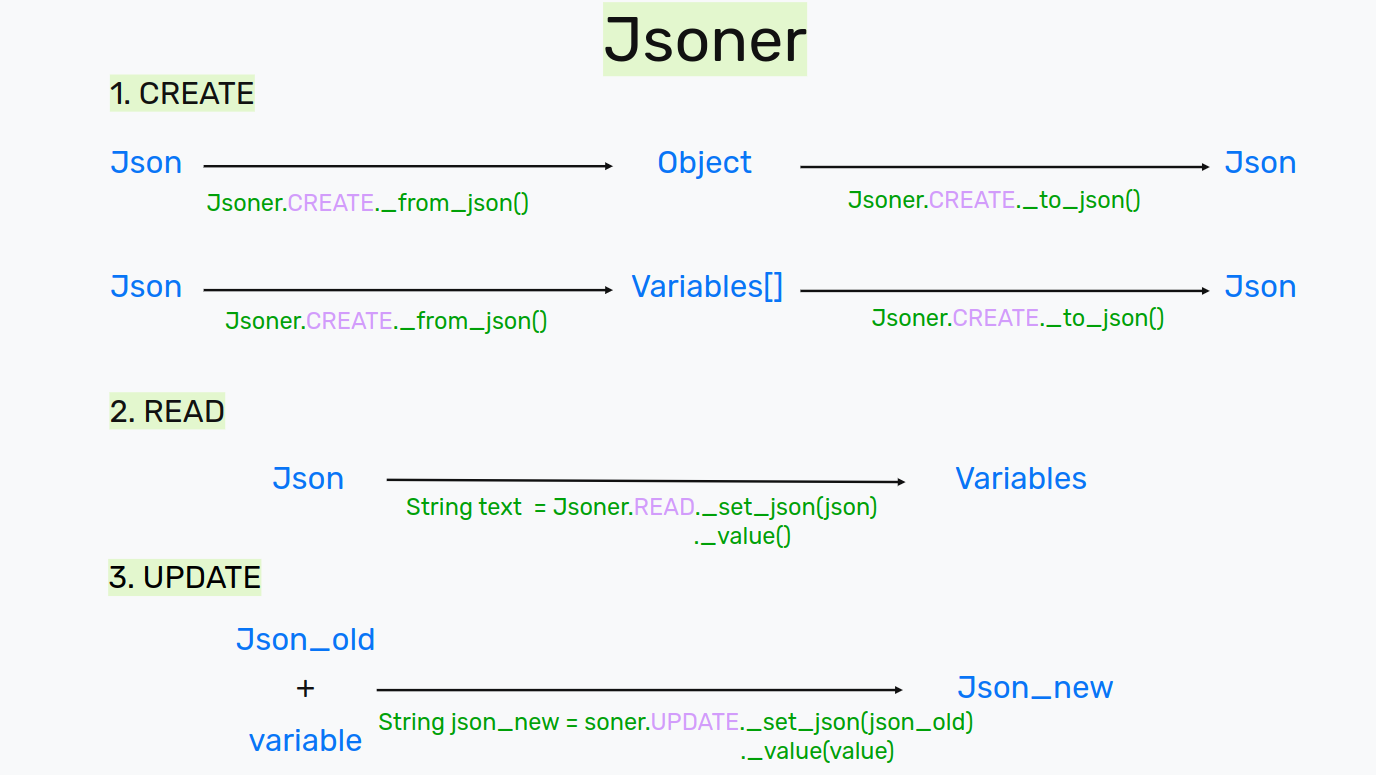 Jsoner
1. CREATE
Json Object Json
Jsoner.CREATE._from_json() Jsoner.CREATE._to_json()
Json Variables[] Json
Jsoner.CREATE._from_json() Jsoner.CREATE._to_json()
2. READ
Json Variables
String text = Jsoner.READ._set_json(json)
._value()
3. UPDATE
Json_old
+ Json_new
variable
String json_new = soner.UPDATE._set_json(json_old)
._value(value)